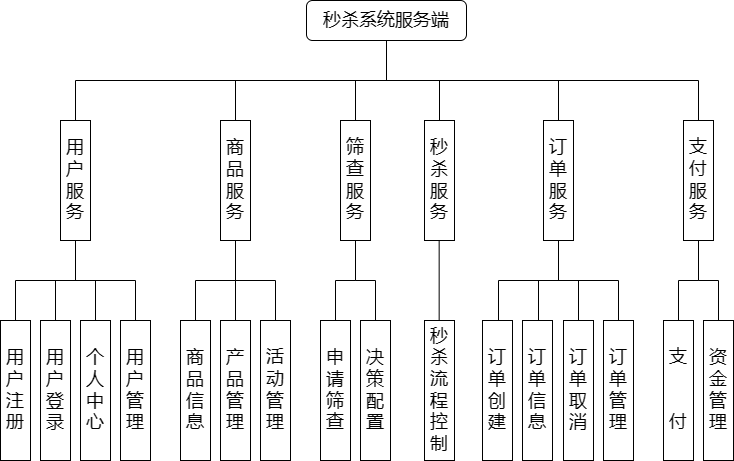 秒杀系统服务端
用户服务
商品服务
筛查服务
秒杀服务
订单服务
支付服务
用户注册
用户登录
个人中心
用户管理
商品信息
产品管理
活动管理
申请筛查
决策配置
秒杀流程控制
订单创建
订单信息
订单取消
订单管理
支付
资金管理